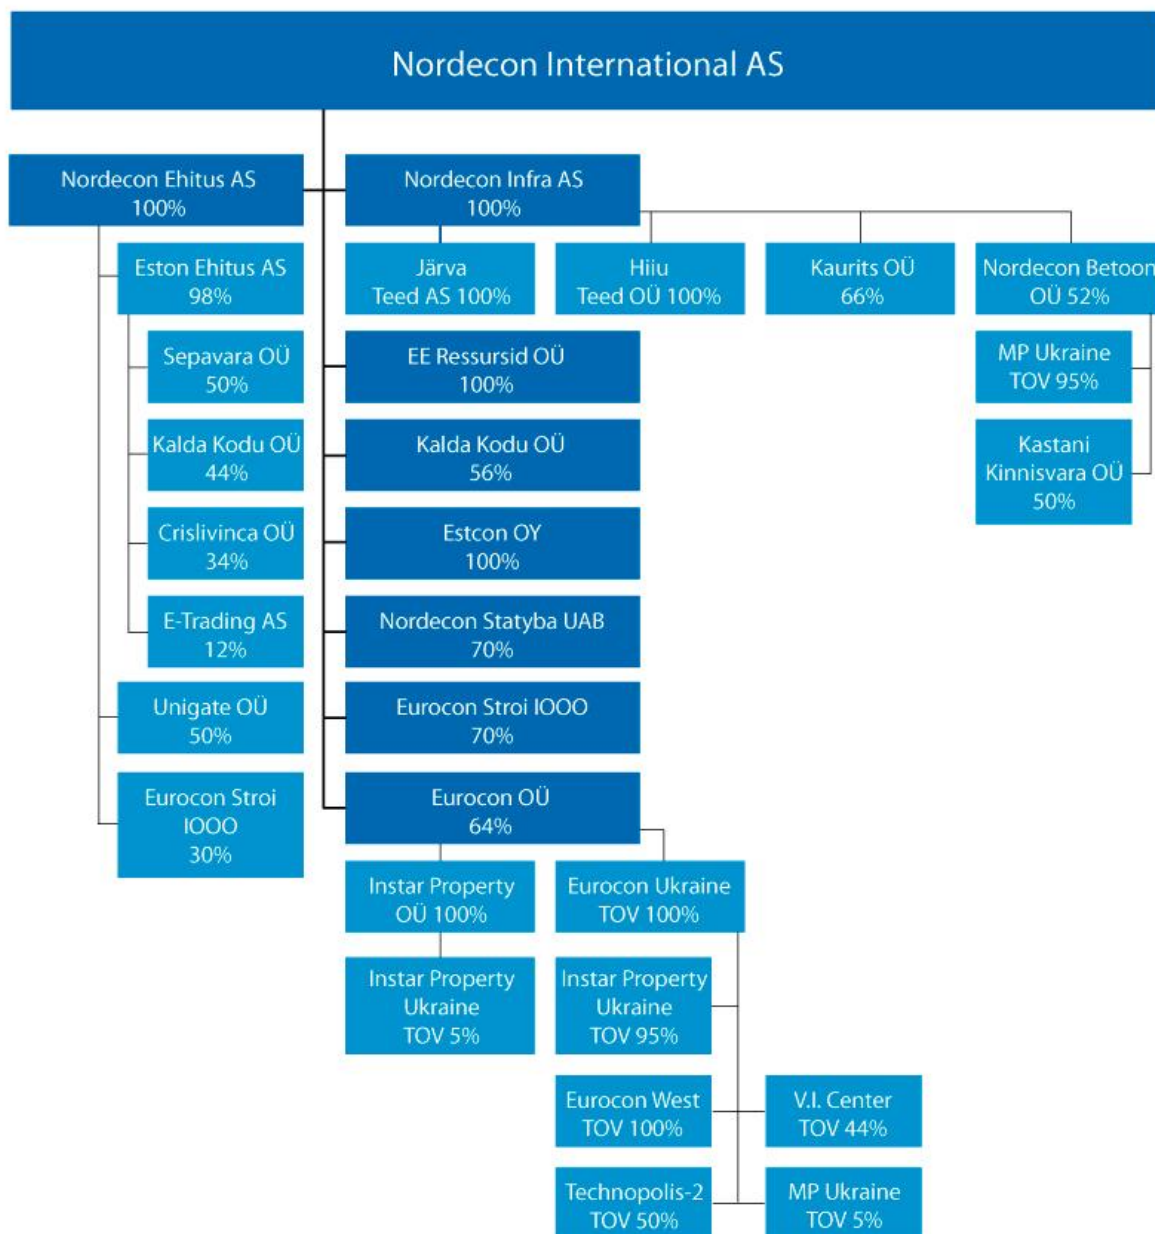 Nordecon International AS
Nordecon Ehitus AS
100%
Nordecon Infra AS
100%
Eston Ehitus AS
98%
Järva
Teed AS 100%
Hiiu
Teed OÜ 100%
Kaurits OÜ
66%
Nordecon Betoon
OÜ 52%
Sepavara OÜ
50%
EE Ressursid OÜ
100%
MP Ukraine
TOV 95%
Kalda Kodu OÜ
44%
Kalda Kodu OÜ
56%
Kastani
Kinnisvara OÜ
50%
Crislivinca OÜ
34%
Estcon OY
100%
E-Trading AS
12%
Nordecon Statyba UAB
70%
Unigate OÜ
50%
Eurocon Stroi IOOO
70%
Eurocon Stroi
IOOO
30%
Eurocon OÜ
64%
Instar Property
OÜ 100%
Eurocon Ukraine
TOV 100%
Instar Property
Ukraine
TOV 5%
Instar Property
Ukraine
TOV 95%
Eurocon West
TOV 100%
V.I. Center
TOV 44%
Technopolis-2
TOV 50%
MP Ukraine
TOV 5%